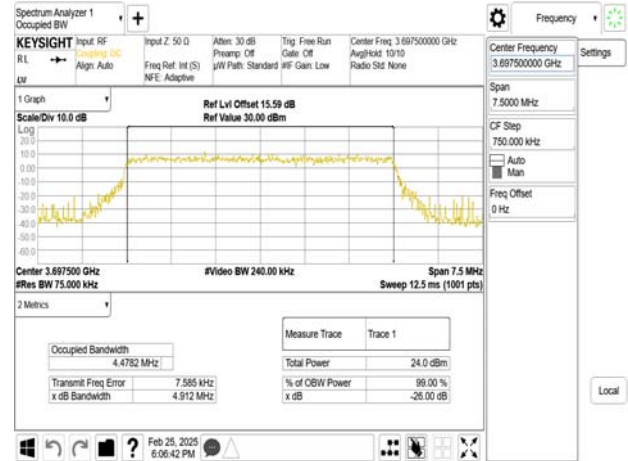 Spectrum Analyzer 1
Occupied BW
Frequency
KEYSIGHT
RL
Input: RF
Coupling: DC
Align: Auto
Input Z: 50 Ω
Freq Ref: Int (S)
NFE: Adaptive
Atten: 30 dB
Preamp: Off
µW Path: Standard
Trig: Free Run
Gate: Off
#IF Gain: Low
Center Freq: 3.697500000 GHz
Avg|Hold: 10/10
Radio Std: None
Center Frequency
3.697500000 GHz
Settings
Span
7.5000 MHz
CF Step
750.000 kHz
Auto
Man
Freq Offset
0 Hz
1 Graph
Scale/Div 10.0 dB
Ref Lvl Offset 15.59 dB
Ref Value 30.00 dBm
Log
20.0
10.0
0.00
-10.0
-20.0
-30.0
-40.0
-50.0
-60.0
Center 3.697500 GHz
#Res BW 75.000 kHz
#Video BW 240.00 kHz
Span 7.5 MHz
Sweep 12.5 ms (1001 pts)
2 Metrics
Measure Trace
Trace 1
Occupied Bandwidth
4.4782 MHz
Total Power
24.0 dBm
Transmit Freq Error
7.585 kHz
% of OBW Power
99.00 %
x dB Bandwidth
4.912 MHz
x dB
-26.00 dB
Local
Feb 25, 2025
6:06:42 PM